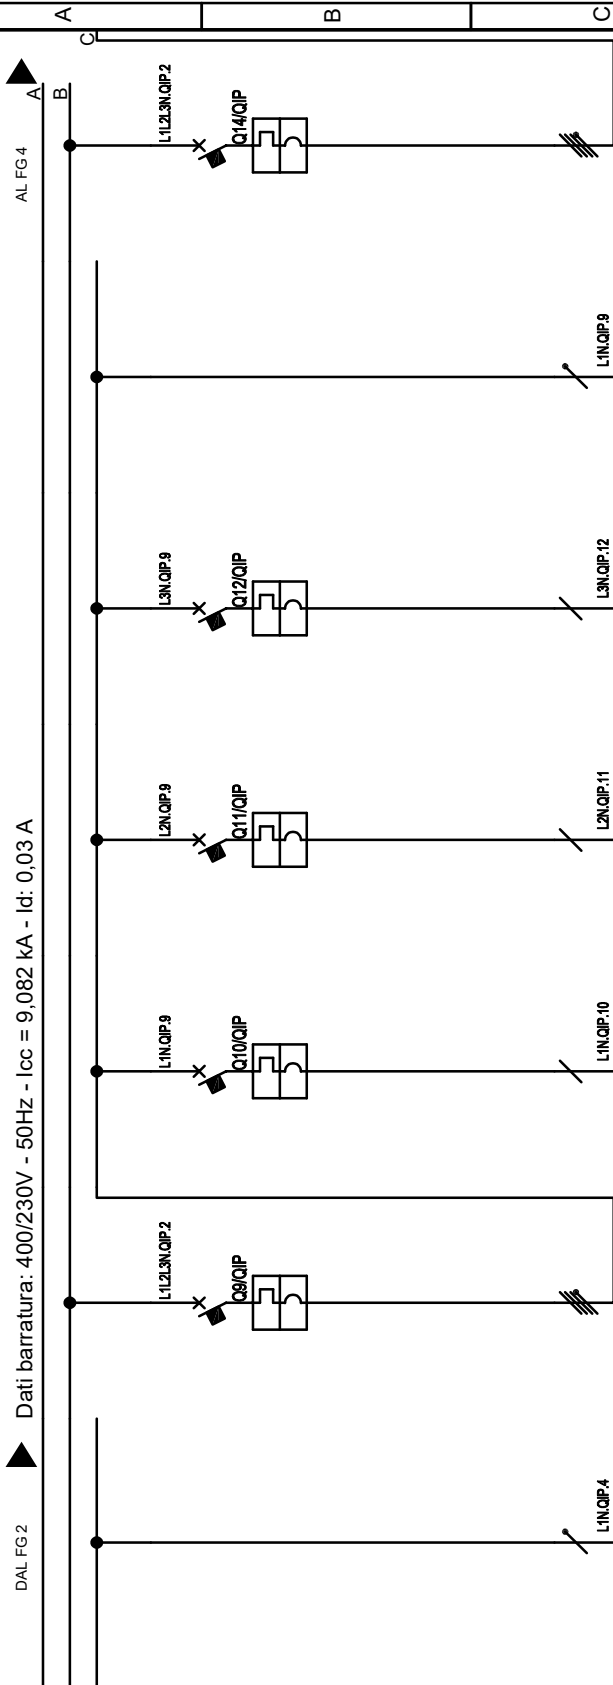 A
B
C
DAL FG 2
Dati barratura: 400/230V - 50Hz - Icc = 9,082 kA - Id: 0,03 A
AL FG 4
A
B
C
L1L2L3N.QIP.2
L1N.QIP.9
L2N.QIP.9
L3N.QIP.9
L1L2L3N.QIP.2
Q9/QIP
Q10/QIP
Q11/QIP
Q12/QIP
Q14/QIP
L1N.QIP.4
L1N.QIP.10
L2N.QIP.11
L3N.QIP.12
L1N.QIP.9